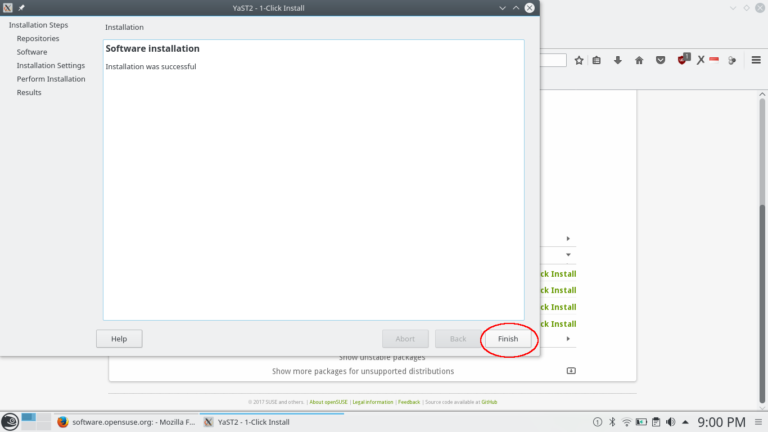 YaST2 - 1-Click Install
Installation Steps
Repositories
Software
Installation Settings
Perform Installation
Results
Installation
Software installation
Installation was successful
Help
Abort
Back
Finish
1
ck Install
ck Install
ck Install
ck Install
Show unstable packages
Show more packages for unsupported distributions
© 2017 SUSE and others. | About openSUSE | Legal information | Feedback | Source code available at GitHub
software.opensuse.org: - Mozilla F...
YaST2 - 1-Click Install
9:00 PM